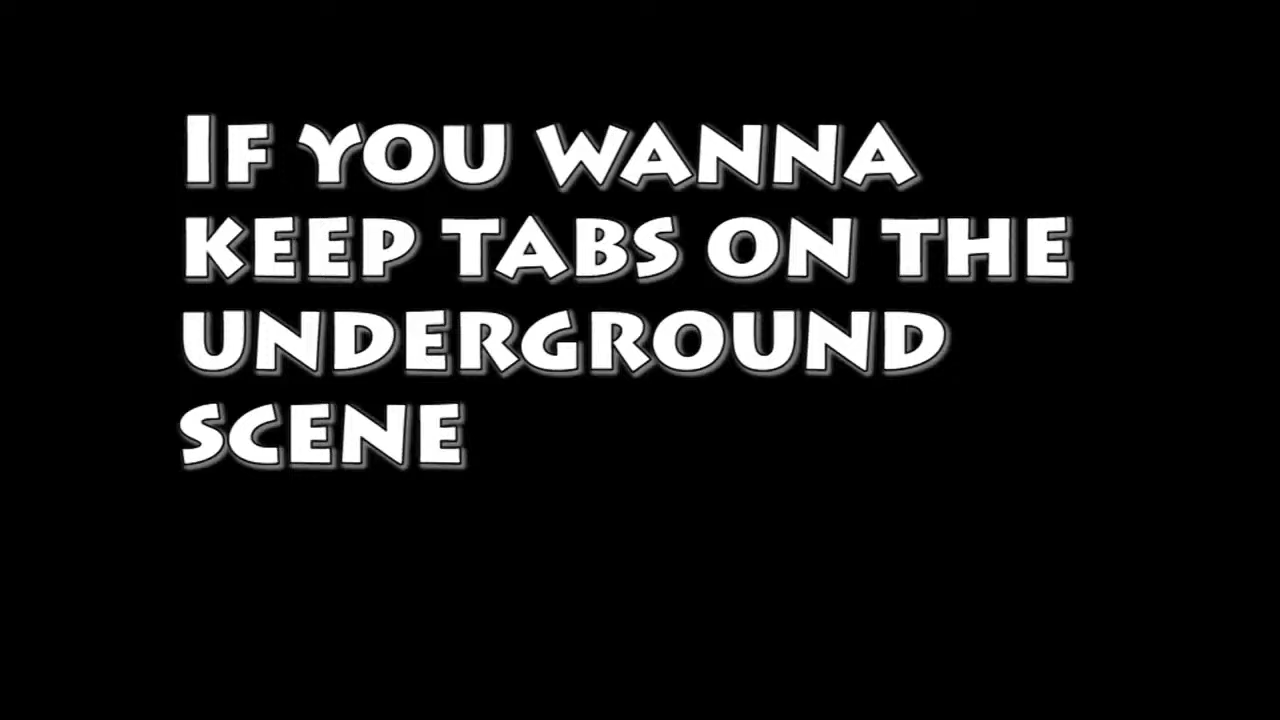 If you wanna
keep tabs on the
underground
scene